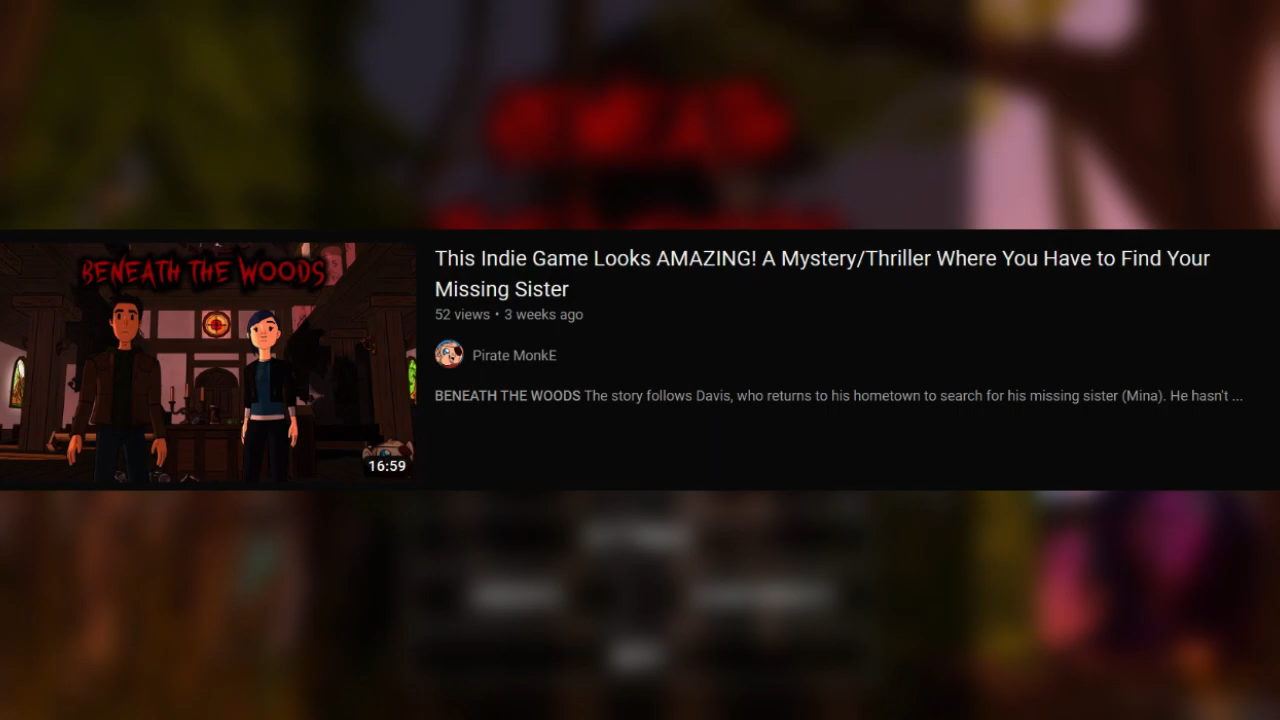 BENEATH THE WOODS
16:59
This Indie Game Looks AMAZING! A Mystery/Thriller Where You Have to Find Your
Missing Sister
52 views • 3 weeks ago
Pirate MonkE
BENEATH THE WOODS The story follows Davis, who returns to his hometown to search for his missing sister (Mina). He hasn't ...